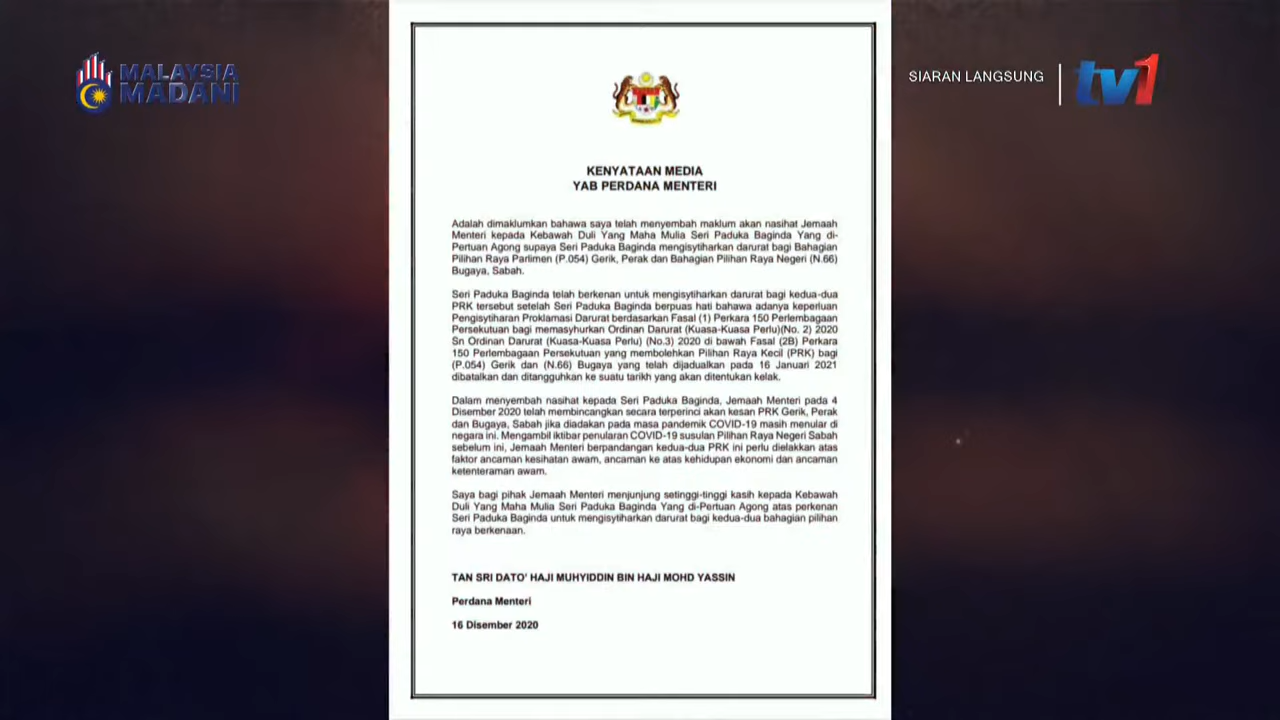 MALAYSIA
MADANI
SIARAN LANGSUNG
tv1
KENYATAAN MEDIA
YAB PERDANA MENTERI
Adalah dimaklumkan bahawa saya telah menyembah maklum akan nasihat Jemaah
Menteri kepada Kebawah Duli Yang Maha Mulia Seri Paduka Baginda Yang di-
Pertuan Agong supaya Seri Paduka Baginda mengisytiharkan darurat bagi Bahagian
Pilihan Raya Parlimen (P.054) Gerik, Perak dan Bahagian Pilihan Raya Negeri (N.66)
Bugaya, Sabah.
Seri Paduka Baginda telah berkenan untuk mengisytiharkan darurat bagi kedua-dua
PRK tersebut setelah Seri Paduka Baginda berpuas hati bahawa adanya keperluan
Pengisytiharan Proklamasi Darurat berdasarkan Fasal (1) Perkara 150 Perlembagaan
Persekutuan bagi memasyhurkan Ordinan Darurat (Kuasa-Kuasa Perlu)(No. 2) 2020
Sn Ordinan Darurat (Kuasa-Kuasa Perlu) (No.3) 2020 di bawah Fasal (2B) Perkara
150 Perlembagaan Persekutuan yang membolehkan Pilihan Raya Kecil (PRK) bagi
(P.054) Gerik dan (N.66) Bugaya yang telah dijadualkan pada 16 Januari 2021
dibatalkan dan ditangguhkan ke suatu tarikh yang akan ditentukan kelak.
Dalam menyembah nasihat kepada Seri Paduka Baginda, Jemaah Menteri pada 4
Disember 2020 telah membincangkan secara terperinci akan kesan PRK Gerik, Perak
dan Bugaya, Sabah jika diadakan pada masa pandemik COVID-19 masih menular di
negara ini. Mengambil iktibar penularan COVID-19 susulan Pilihan Raya Negeri Sabah
sebelum ini, Jemaah Menteri berpandangan kedua-dua PRK ini perlu dielakkan atas
faktor ancaman kesihatan awam, ancaman ke atas kehidupan ekonomi dan ancaman
ketenteraman awam.
Saya bagi pihak Jemaah Menteri menjunjung setinggi-tinggi kasih kepada Kebawah
Duli Yang Maha Mulia Seri Paduka Baginda Yang di-Pertuan Agong atas perkenan
Seri Paduka Baginda untuk mengisytiharkan darurat bagi kedua-dua bahagian pilihan
raya berkenaan.
TAN SRI DATO' HAJI MUHYIDDIN BIN HAJI MOHD YASSIN
Perdana Menteri
16 Disember 2020